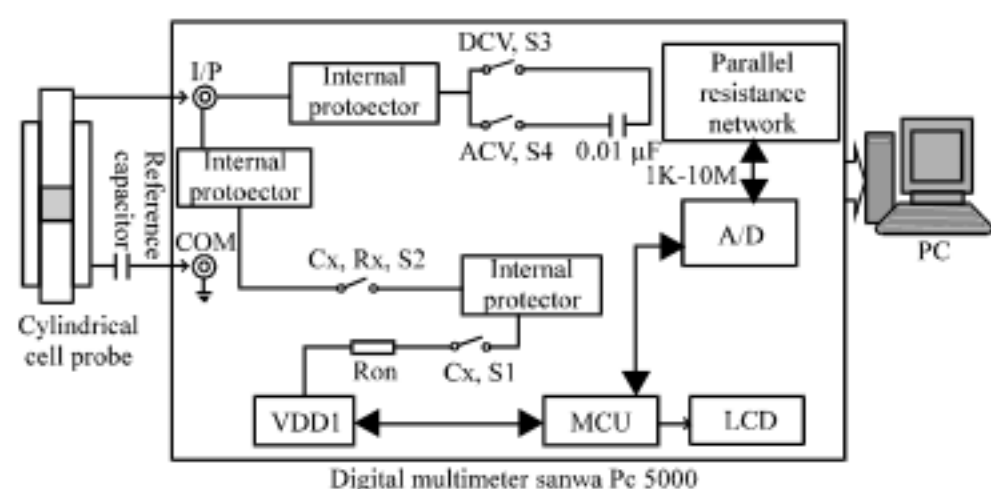 DCV, S3
I/P
Internal
protoector
Parallel
resistance
network
ACV, S4
0.01 μF
1K-10M
Reference
capacitor
Internal
protoector
COM
A/D
PC
Cx, Rx, S2
Internal
protector
Cylindrical
cell probe
Ron
Cx, S1
VDD1
MCU
LCD
Digital multimeter sanwa Pc 5000